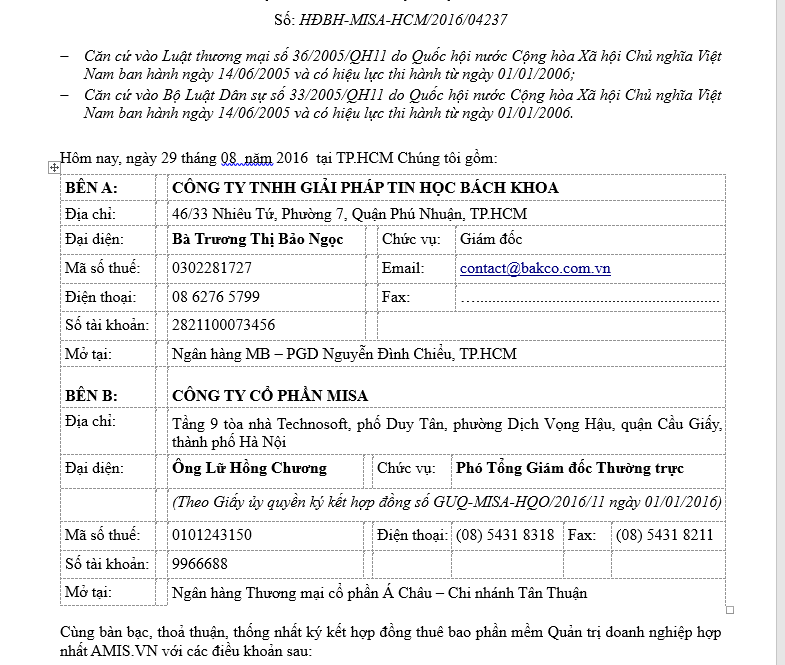 Số: HĐBH-MISA-HCM/2016/04237
– Căn cứ vào Luật thương mại số 36/2005/QH11 do Quốc hội nước Cộng hòa Xã hội Chủ nghĩa Việt
Nam ban hành ngày 14/06/2005 và có hiệu lực thi hành từ ngày 01/01/2006;
– Căn cứ vào Bộ Luật Dân sự số 33/2005/QH11 do Quốc hội nước Cộng hòa Xã hội Chủ nghĩa Việt
Nam ban hành ngày 14/06/2005 và có hiệu lực thi hành từ ngày 01/01/2006.
Hôm nay, ngày 29 tháng 08 năm 2016 tại TP.HCM Chúng tôi gồm:
BÊN A: CÔNG TY TNHH GIẢI PHÁP TIN HỌC BÁCH KHOA
Địa chỉ: 46/33 Nhiêu Tứ, Phường 7, Quận Phú Nhuận, TP.HCM
Đại diện: Bà Trương Thị Bảo Ngọc Chức vụ: Giám đốc
Mã số thuế: 0302281727 Email: contact@bakco.com.vn
Điện thoại: 08 6276 5799 Fax: ….............................................................
Số tài khoản: 2821100073456
Mở tại: Ngân hàng MB – PGD Nguyễn Đình Chiểu, TP.HCM
BÊN B: CÔNG TY CỔ PHẦN MISA
Địa chỉ: Tầng 9 tòa nhà Technosoft, phố Duy Tân, phường Dịch Vọng Hậu, quận Cầu Giấy,
thành phố Hà Nội
Đại diện: Ông Lữ Hồng Chương Chức vụ: Phó Tổng Giám đốc Thường trực
(Theo Giấy ủy quyền ký kết hợp đồng số GUQ-MISA-HQO/2016/11 ngày 01/01/2016)
Mã số thuế: 0101243150 Điện thoại: (08) 5431 8318 Fax: (08) 5431 8211
Số tài khoản: 9966688
Mở tại: Ngân hàng Thương mại cổ phần Á Châu – Chi nhánh Tân Thuận
Cùng bàn bạc, thoả thuận, thống nhất ký kết hợp đồng thuê bao phần mềm Quản trị doanh nghiệp hợp
nhất AMIS.VN với các điều khoản sau: